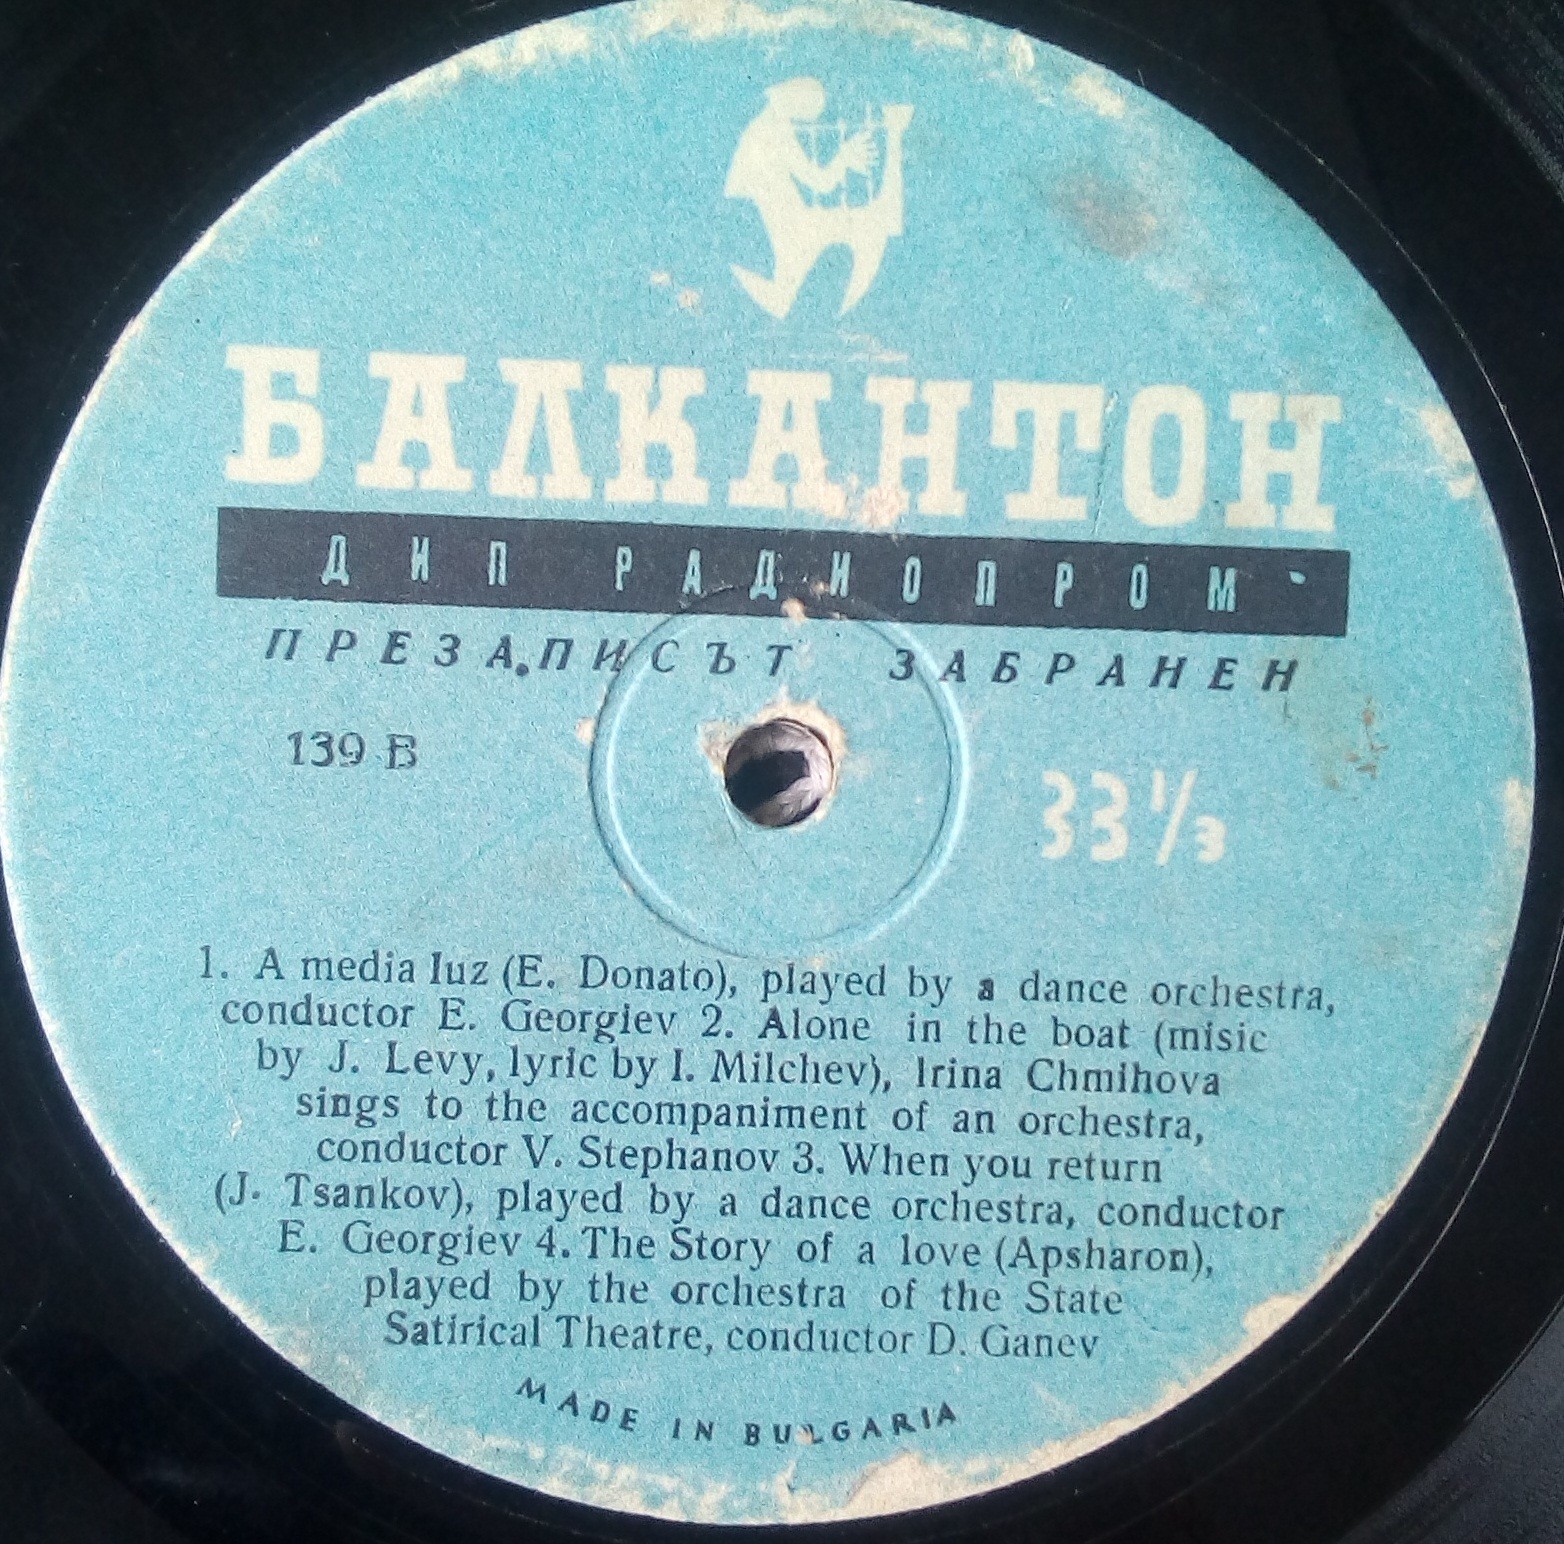 БАЛКАНТОН
ДИП РАДИОПРОМ
ПРЕЗАПИСЪТ ЗАБРАНЕН
139 В
33 1/3
1. A media luz (E. Donato), played by a dance orchestra,
conductor E. Georgiev 2. Alone in the boat (misic
by J. Levy, lyric by I. Milchev), Irina Chmihova
sings to the accompaniment of an orchestra,
conductor V. Stephanov 3. When you return
(J. Tsankov), played by a dance orchestra, conductor
E. Georgiev 4. The Story of a love (Apsharon),
played by the orchestra of the State
Satirical Theatre, conductor D. Ganev
MADE IN BULGARIA